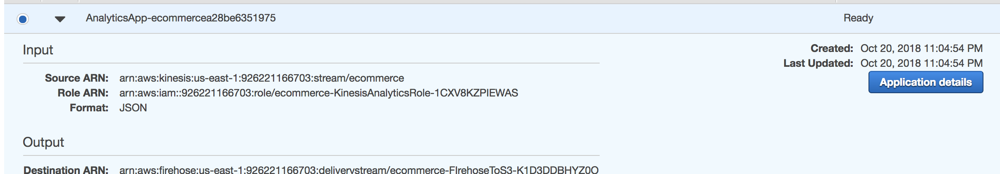 AnalyticsApp-ecommercea28be6351975 Ready
Input
Created: Oct 20, 2018 11:04:54 PM
Last Updated: Oct 20, 2018 11:04:54 PM
Application details
Source ARN: arn:aws:kinesis:us-east-1:926221166703:stream/ecommerce
Role ARN: arn:aws:iam::926221166703:role/ecommerce-KinesisAnalyticsRole-1CXV8KZPIEWAS
Format: JSON
Output
Destination ARN: arn:aws:firehose:us-east-1:926221166703:deliverystream/ecommerce-FIrehoseToS3-K1D3DDBHYZ0O